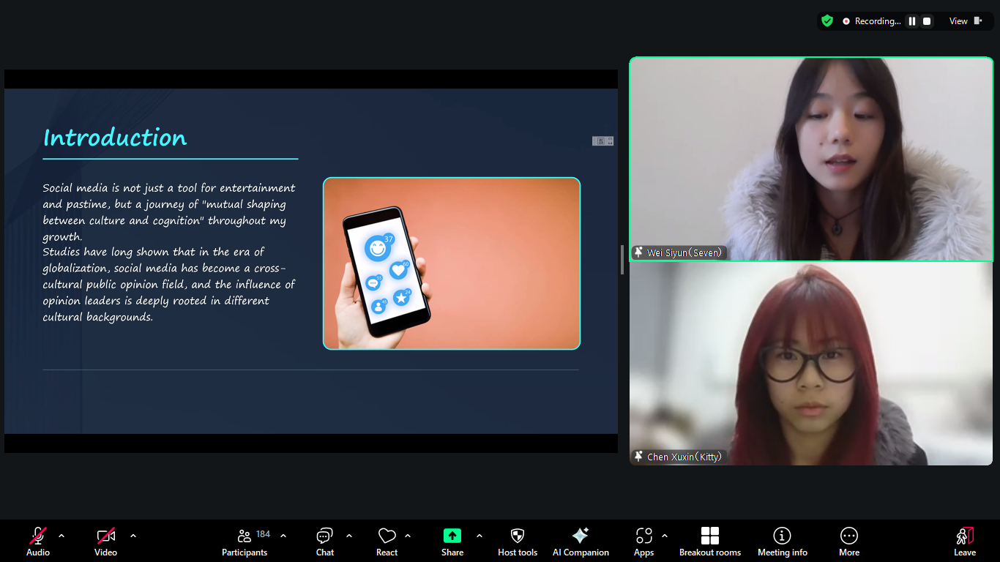 Recording...
View
Introduction
Social media is not just a tool for entertainment
and pastime, but a journey of "mutual shaping
between culture and cognition" throughout my
growth.
Studies have long shown that in the era of
globalization, social media has become a cross-
cultural public opinion field, and the influence of
opinion leaders is deeply rooted in different
cultural backgrounds.
37
60
24
Wei Siyun(Seven)
Chen Xuxin(Kitty)
184
Audio
Video
Participants
Chat
React
Share
Host tools
AI Companion
Apps
Breakout rooms
Meeting info
More
Leave